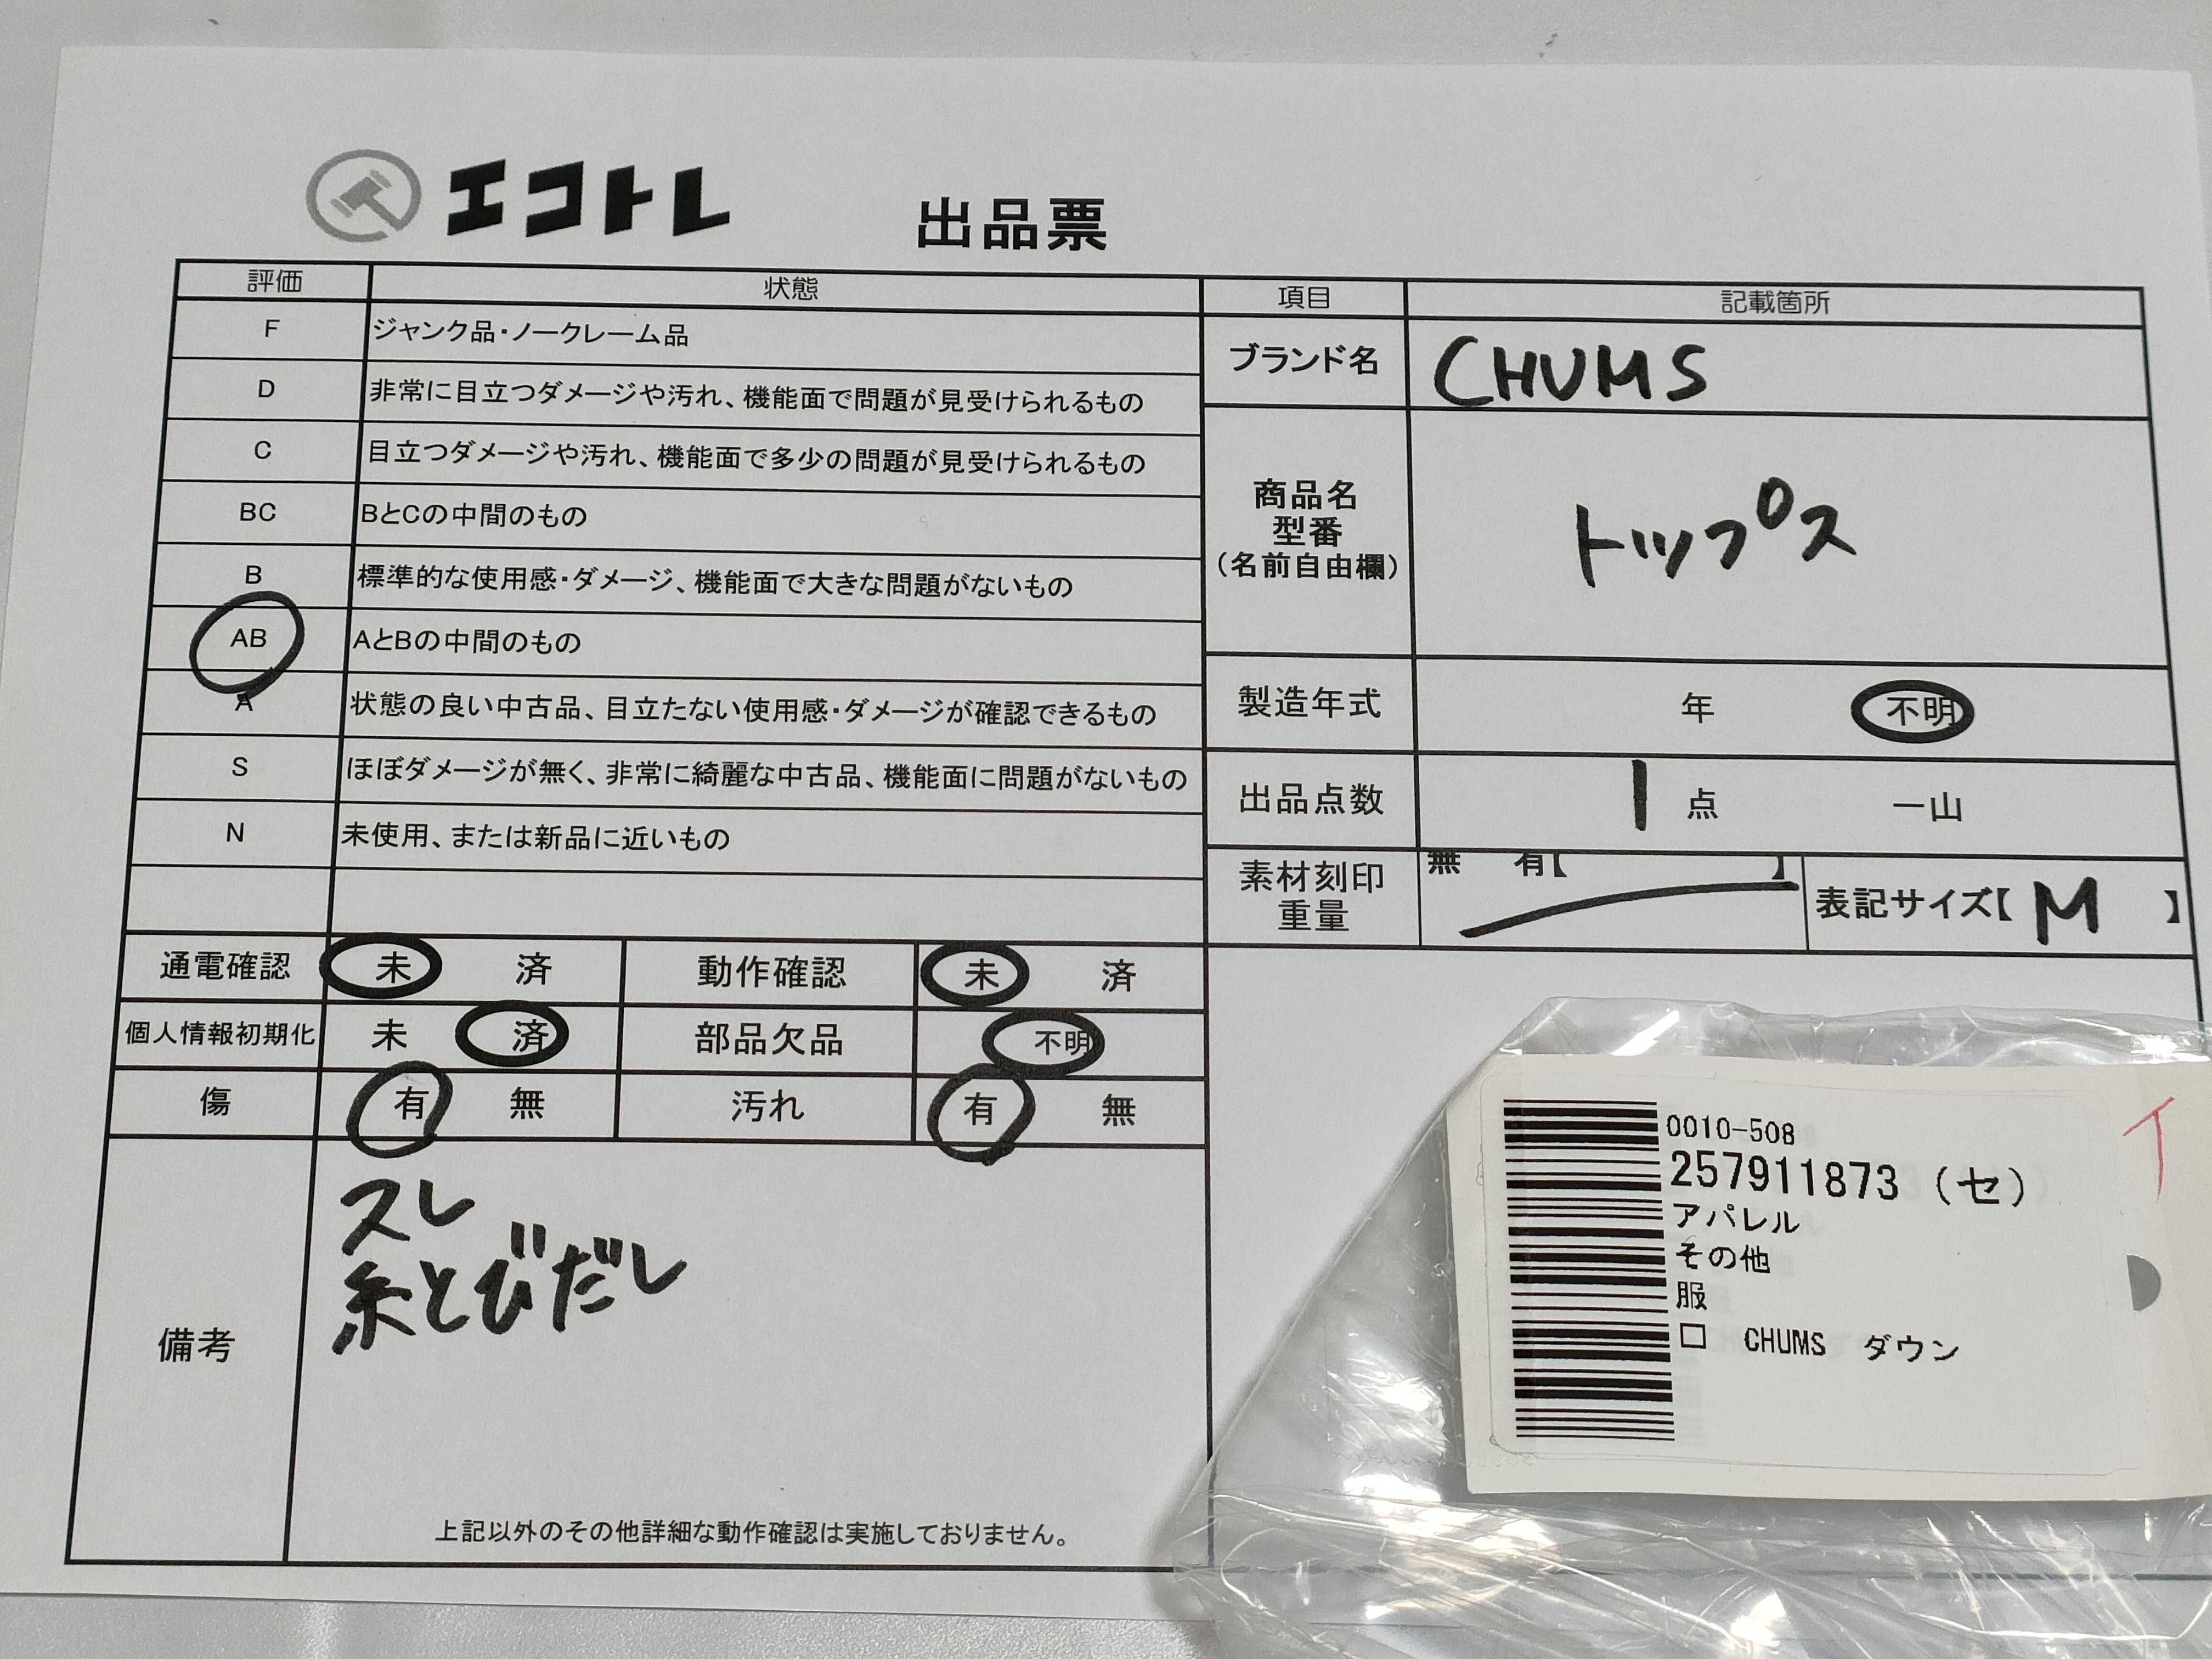 エコトレ 出品票
評価 状態
F ジャンク品・ノークレーム品
D 非常に目立つダメージや汚れ、機能面で問題が見受けられるもの
C 目立つダメージや汚れ、機能面で多少の問題が見受けられるもの
BC BとCの中間のもの
B 標準的な使用感・ダメージ、機能面で大きな問題がないもの
AB AとBの中間のもの
A 状態の良い中古品、目立たない使用感・ダメージが確認できるもの
S ほぼダメージが無く、非常に綺麗な中古品、機能面に問題がないもの
N 未使用、または新品に近いもの
項目 記載箇所
ブランド名 CHUMS
商品名
型番
(名前自由欄)
トップス
製造年式 年 不明
出品点数 1 点 一山
素材刻印
重量
無 有【 】
表記サイズ【 M 】
通電確認 未 済 動作確認 未 済
個人情報初期化 未 済 部品欠品 不明
傷 有 無 汚れ 有 無
備考
スレ
糸とびだし
上記以外のその他詳細な動作確認は実施しておりません。
0010-508
257911873 (セ)
アパレル
その他
服
□ CHUMS ダウン
イ